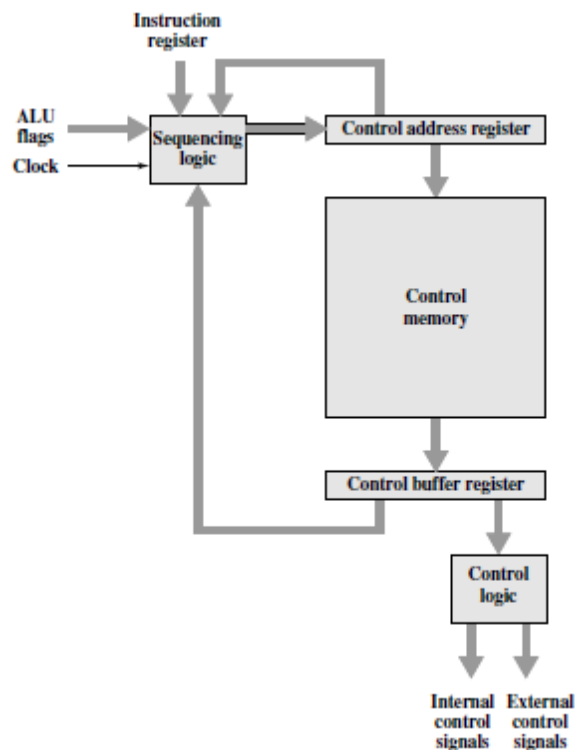 Instruction
register
ALU
flags
Clock
Sequencing
logic
Control address register
Control
memory
Control buffer register
Control
logic
Internal
control
signals
External
control
signals